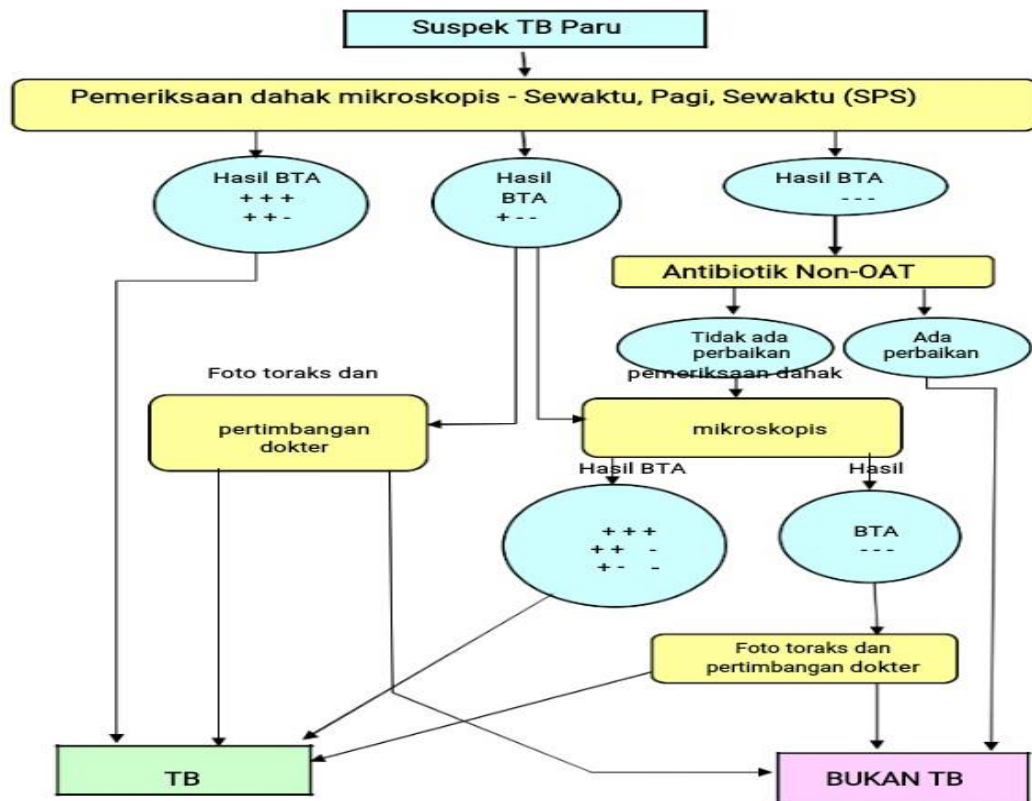 Suspek TB Paru
Pemeriksaan dahak mikroskopis - Sewaktu, Pagi, Sewaktu (SPS)
Hasil BTA
+ + +
+ + -
Hasil
BTA
+ - -
Hasil BTA
- - -
Antibiotik Non-OAT
Tidak ada
perbaikan
Ada
perbaikan
Foto toraks dan
pertimbangan
dokter
pemeriksaan dahak
mikroskopis
Hasil BTA
+ + +
+ + -
+ - -
Hasil
BTA
- - -
Foto toraks dan
pertimbangan dokter
TB
BUKAN TB